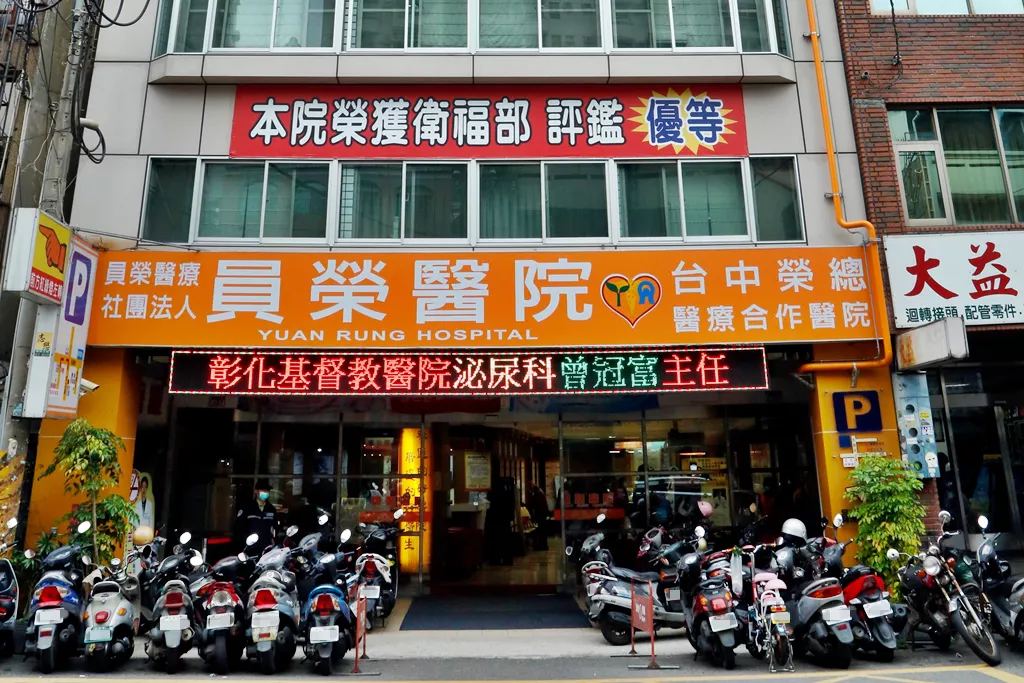 本院榮獲衛福部 評鑑 優等
員榮醫療
社團法人
員榮醫院
YUAN RUNG HOSPITAL
台中榮總
醫療合作醫院
彰化基督教醫院泌尿科曾冠富主任
P
P
大益
迴轉接頭.配管零件.